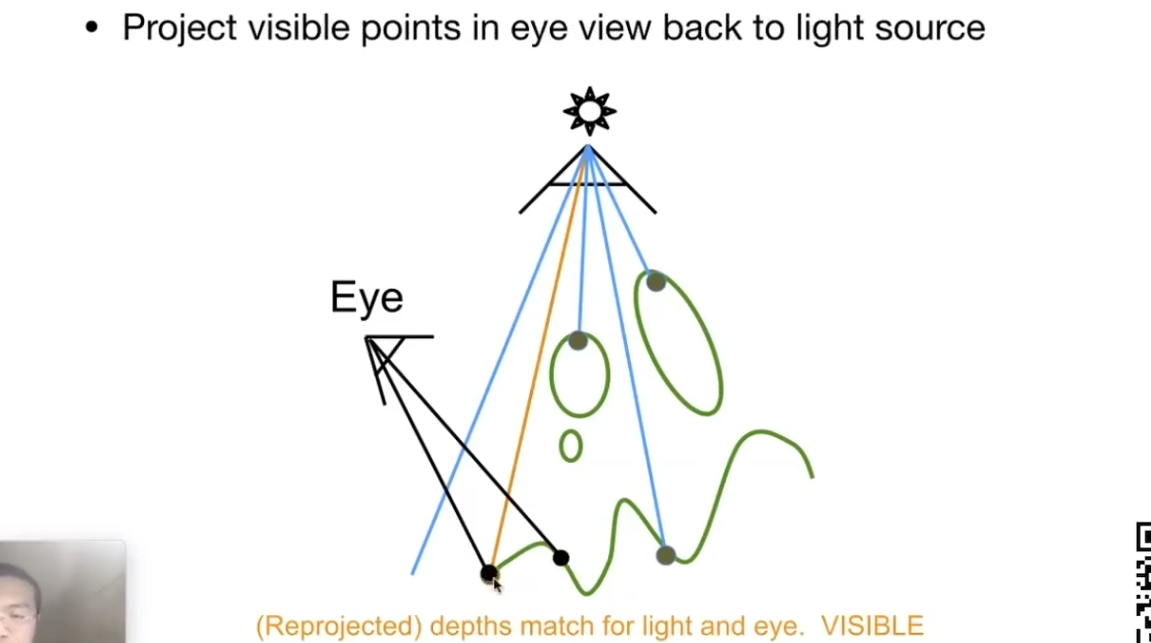 • Project visible points in eye view back to light source
Eye
(Reprojected) depths match for light and eye. VISIBLE